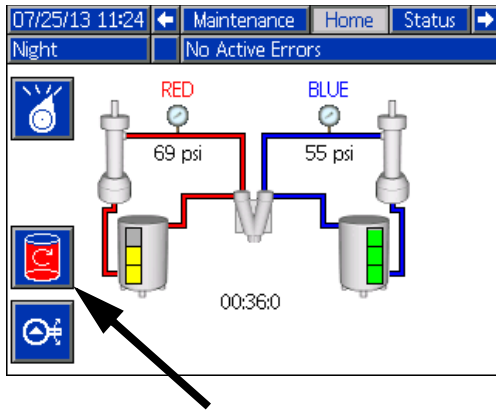 07/25/13 11:24 Maintenance Home Status
Night No Active Errors
RED BLUE
69 psi 55 psi
00:36:0